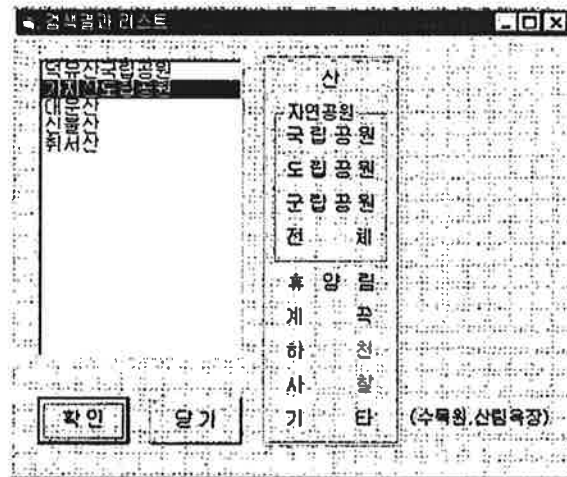 검색결과 리스트
덕유산국립공원
가지산도립공원
대운산
신불산
취서산
확인
닫기
산
자연공원
국립공원
도립공원
군립공원
전 체
휴양림
계 곡
하 천
사 찰
기 타 (수목원,산림욕장)